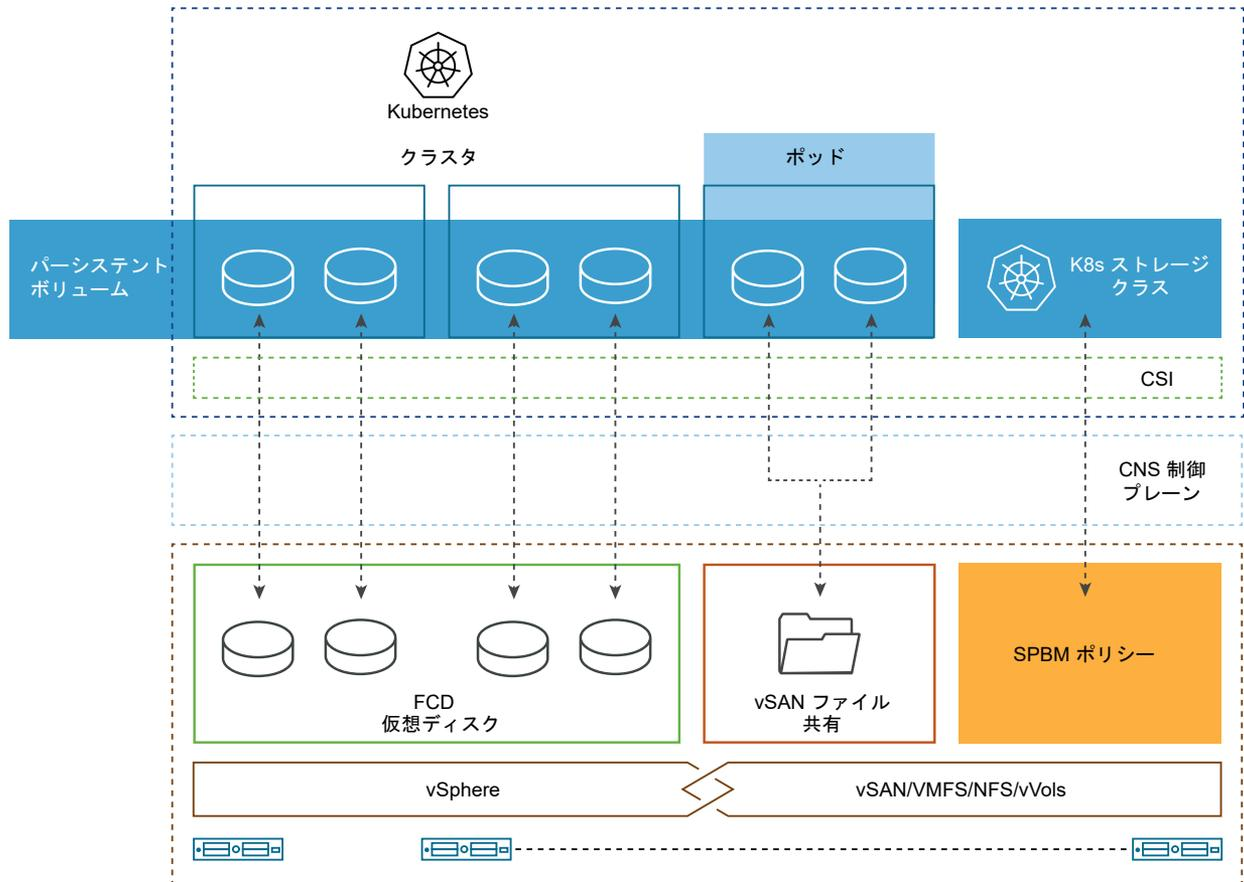 Kubernetes
クラスタ
ポッド
パーシステント
ボリューム
K8s ストレージ
クラス
CSI
CNS 制御
プレーン
FCD
仮想ディスク
vSAN ファイル
共有
SPBM ポリシー
vSphere
vSAN/VMFS/NFS/vVols